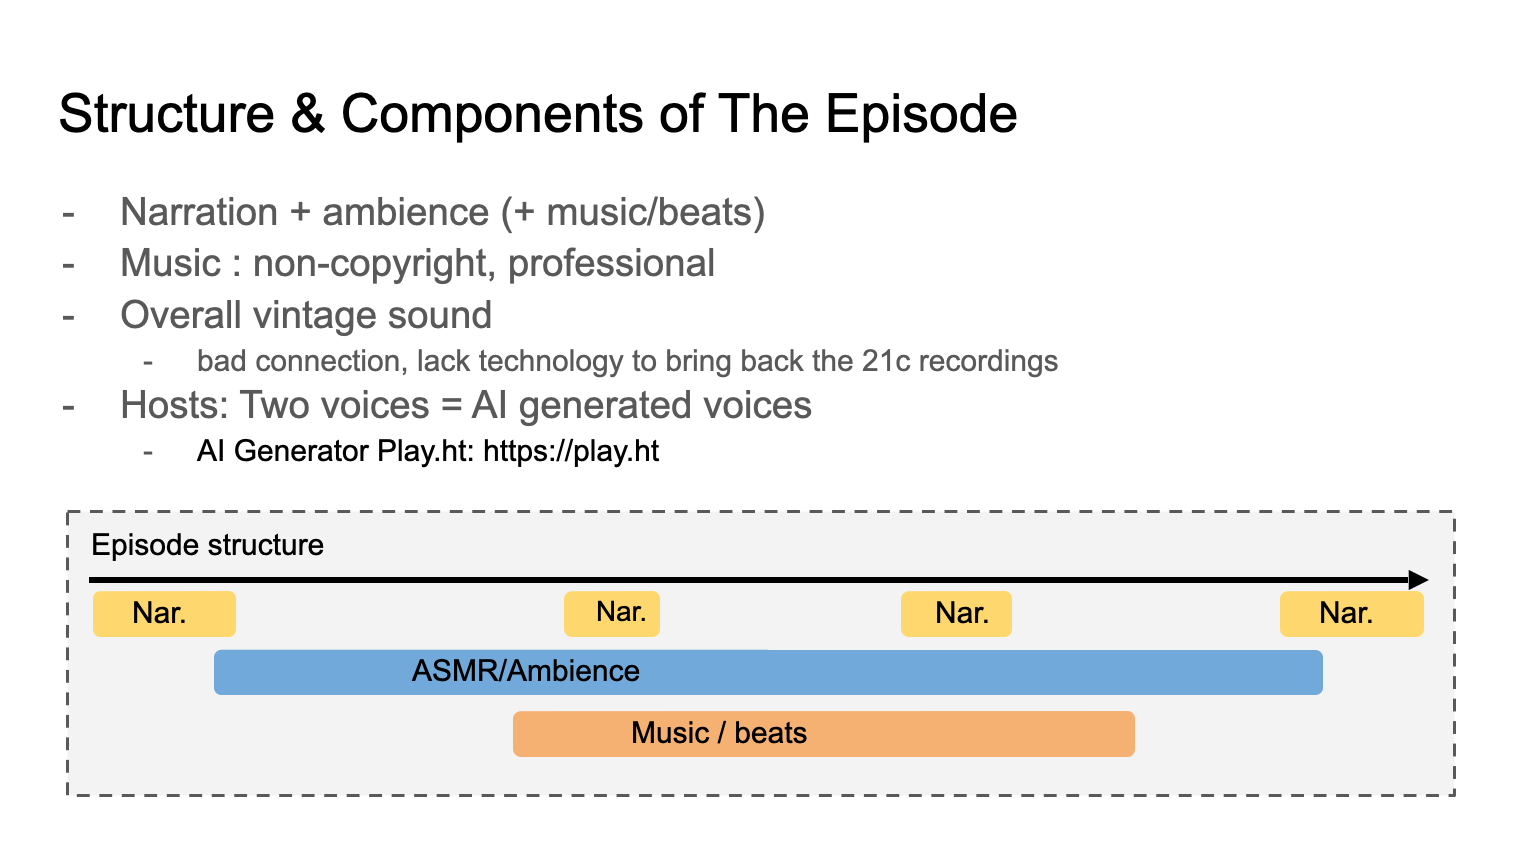 Structure & Components of The Episode
- Narration + ambience (+ music/beats)
- Music : non-copyright, professional
- Overall vintage sound
- bad connection, lack technology to bring back the 21c recordings
- Hosts: Two voices = AI generated voices
- AI Generator Play.ht: https://play.ht
Episode structure
Nar. Nar. Nar. Nar.
ASMR/Ambience
Music / beats